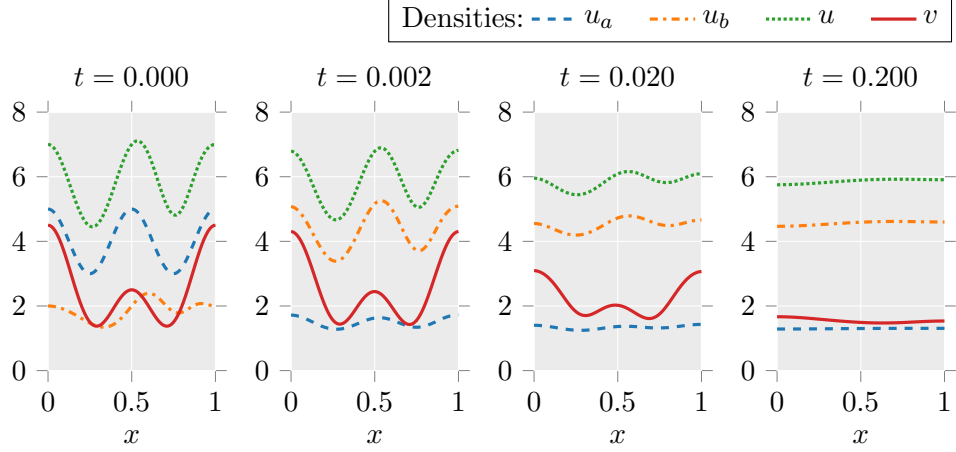 Densities: u_a u_b u v
t = 0.000 t = 0.002 t = 0.020 t = 0.200
8 8 8 8
6 6 6 6
4 4 4 4
2 2 2 2
0 0 0 0
0 0.5 1 0 0.5 1 0 0.5 1 0 0.5 1
x x x x